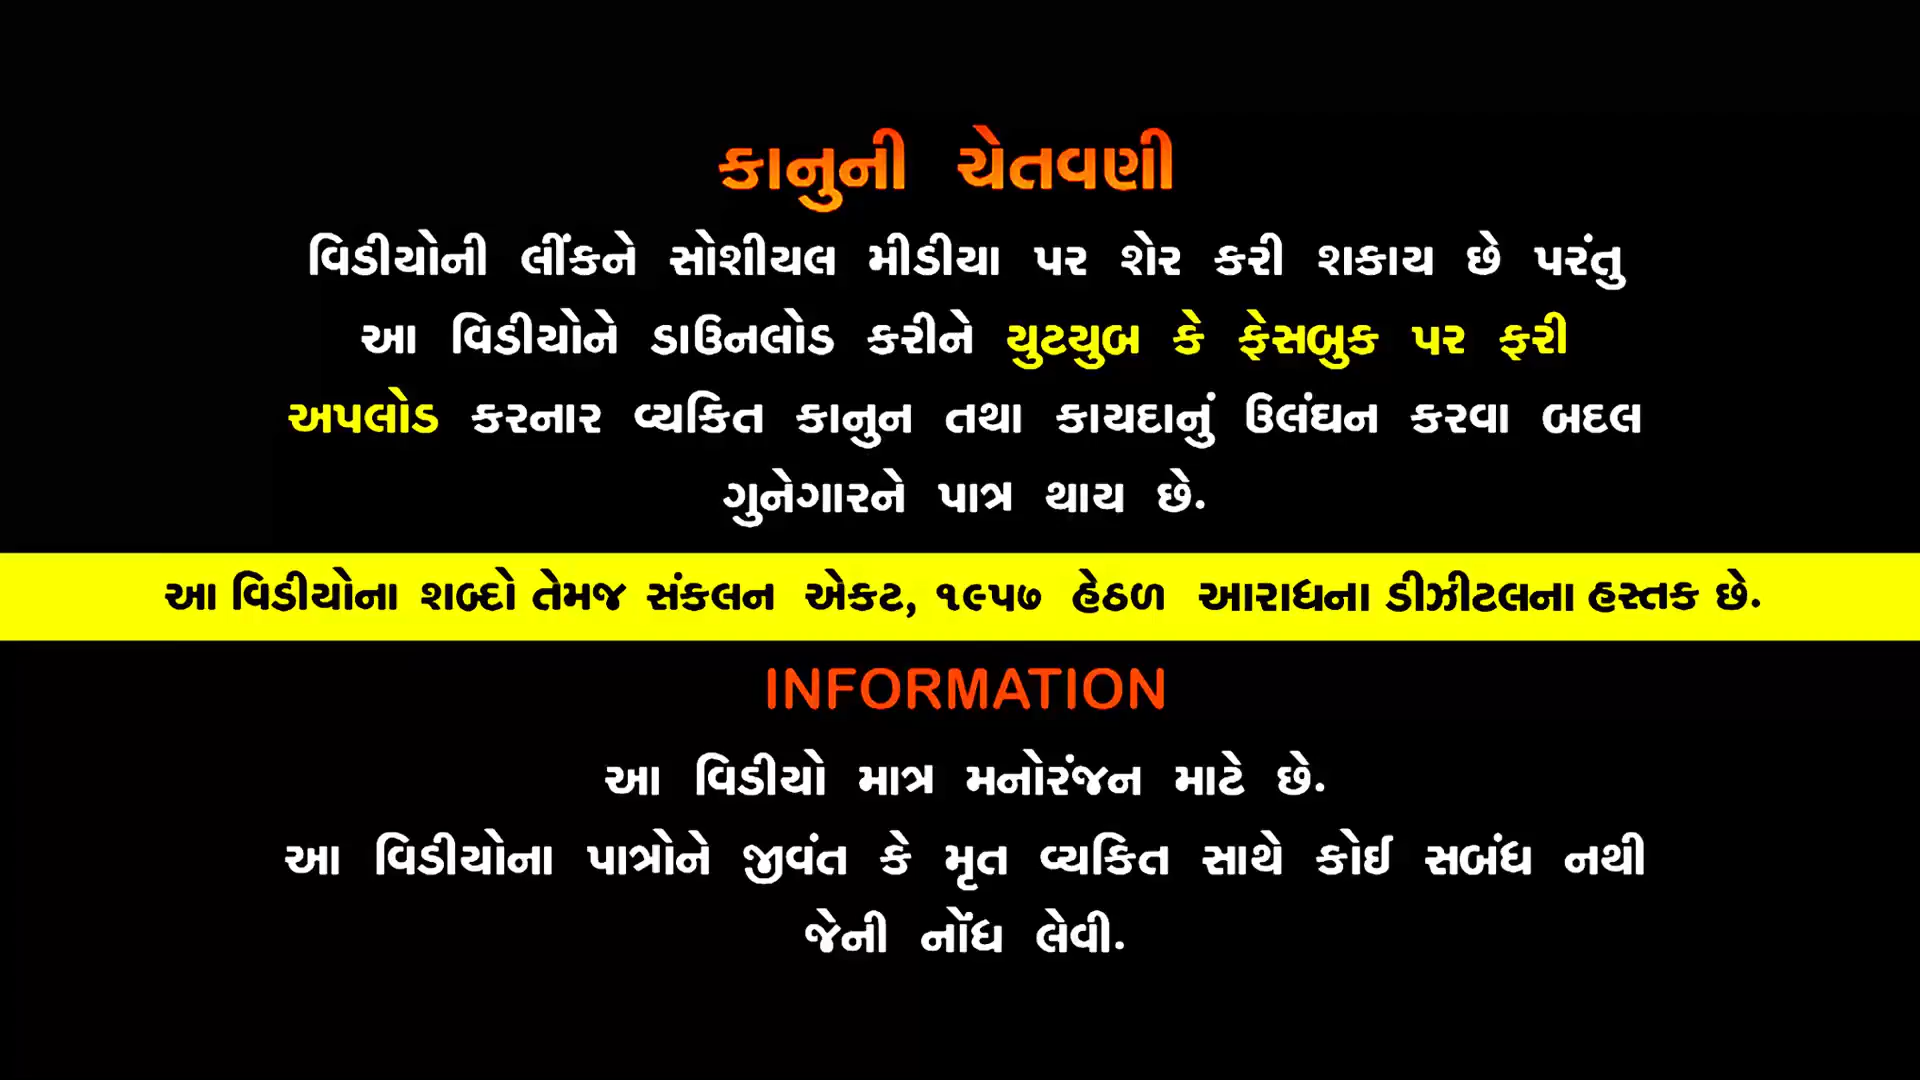 કાનુની ચેતવણી
વિડીયોની લીંકને સોશીયલ મીડીયા પર શેર કરી શકાય છે પરંતુ
આ વિડીયોને ડાઉનલોડ કરીને યુટયુબ કે ફેસબુક પર ફરી
અપલોડ કરનાર વ્યકિત કાનુન તથા કાયદાનું ઉલંઘન કરવા બદલ
ગુનેગારને પાત્ર થાય છે.
આ વિડીયોના શબ્દો તેમજ સંકલન એકટ, ૧૯૫૭ હેઠળ આરાધના ડીઝીટલના હસ્તક છે.
INFORMATION
આ વિડીયો માત્ર મનોરંજન માટે છે.
આ વિડીયોના પાત્રોને જીવંત કે મૃત વ્યકિત સાથે કોઈ સબંધ નથી
જેની નોંધ લેવી.